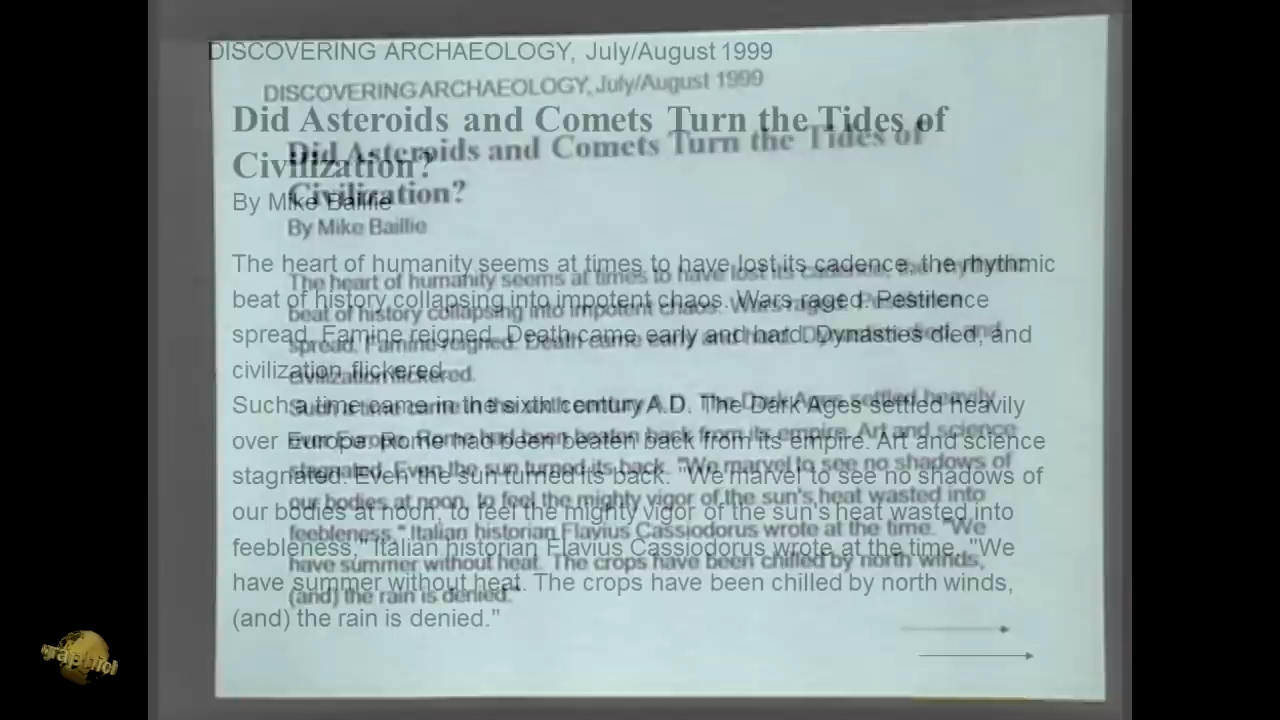 DISCOVERING ARCHAEOLOGY, July/August 1999
Did Asteroids and Comets Turn the Tides of
Civilization?
By Mike Baillie
The heart of humanity seems at times to have lost its cadence, the rhythmic
beat of history collapsing into impotent chaos. Wars raged. Pestilence
spread. Famine reigned. Death came early and hard. Dynasties died, and
civilization flickered.
Such a time came in the sixth century A.D. The Dark Ages settled heavily
over Europe. Rome had been beaten back from its empire. Art and science
stagnated. Even the sun turned its back. "We marvel to see no shadows of
our bodies at noon, to feel the mighty vigor of the sun's heat wasted into
feebleness," Italian historian Flavius Cassiodorus wrote at the time. "We
have summer without heat. The crops have been chilled by north winds,
(and) the rain is denied."